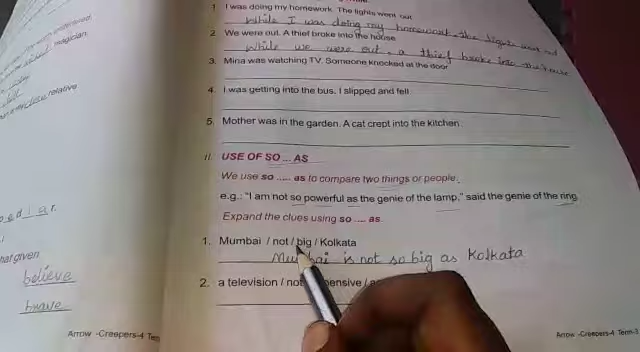 1. I was doing my homework. The lights went out.
While I was doing my homework the lights went out
2. We were out. A thief broke into the house.
While we were out, a thief broke into the house
3. Mina was watching TV. Someone knocked at the door.
4. I was getting into the bus. I slipped and fell.
5. Mother was in the garden. A cat crept into the kitchen.
II. USE OF SO ... AS
We use so ..... as to compare two things or people.
e.g.: "I am not so powerful as the genie of the lamp," said the genie of the ring.
Expand the clues using so .... as.
1. Mumbai / not / big / Kolkata
Mumbai is not so big as Kolkata
2. a television / not
Arrow -Creepers-4 Term-3
magician.
relative
believe
brave
Arrow -Creepers-4 Term